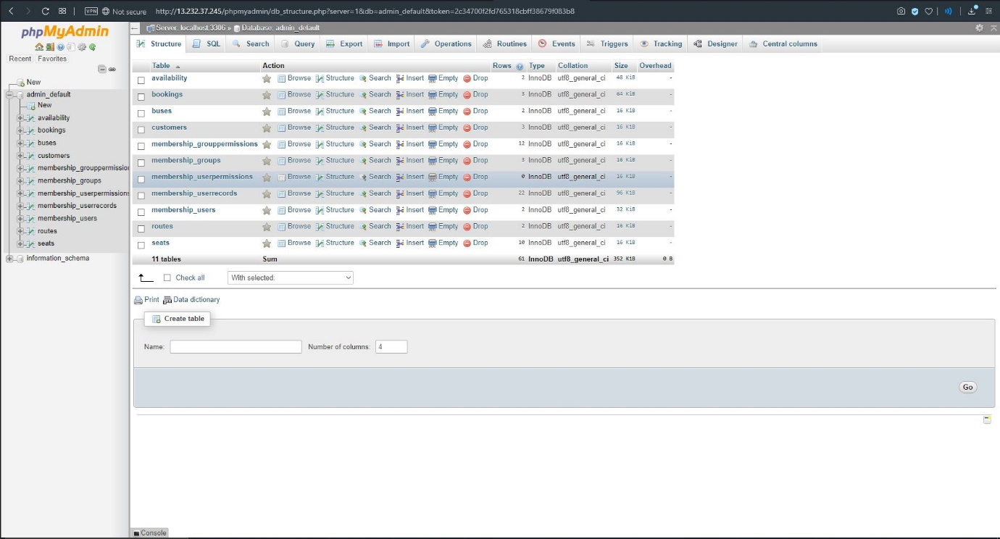 VPN Not secure http://13.232.37.245/phpmyadmin/db_structure.php?server=1&db=admin_default&token=2c34700f2fd765318cbff38679f083b8
phpMyAdmin
Recent Favorites
New
admin_default
New
availability
bookings
buses
customers
membership_grouppermission
membership_groups
membership_userpermissions
membership_userrecords
membership_users
routes
seats
information_schema
Server: localhost:3306 » Database: admin_default
Structure SQL Search Query Export Import Operations Routines Events Triggers Tracking Designer Central columns
Table Action Rows Type Collation Size Overhead
availability Browse Structure Search Insert Empty Drop 2 InnoDB utf8_general_ci 48 KiB -
bookings Browse Structure Search Insert Empty Drop 3 InnoDB utf8_general_ci 64 KiB -
buses Browse Structure Search Insert Empty Drop 2 InnoDB utf8_general_ci 16 KiB -
customers Browse Structure Search Insert Empty Drop 3 InnoDB utf8_general_ci 16 KiB -
membership_grouppermissions Browse Structure Search Insert Empty Drop 12 InnoDB utf8_general_ci 16 KiB -
membership_groups Browse Structure Search Insert Empty Drop 3 InnoDB utf8_general_ci 16 KiB -
membership_userpermissions Browse Structure Search Insert Empty Drop 0 InnoDB utf8_general_ci 16 KiB -
membership_userrecords Browse Structure Search Insert Empty Drop 22 InnoDB utf8_general_ci 96 KiB -
membership_users Browse Structure Search Insert Empty Drop 2 InnoDB utf8_general_ci 32 KiB -
routes Browse Structure Search Insert Empty Drop 2 InnoDB utf8_general_ci 16 KiB -
seats Browse Structure Search Insert Empty Drop 10 InnoDB utf8_general_ci 16 KiB -
11 tables Sum 61 InnoDB utf8_general_ci 352 KiB 0 B
Check all With selected:
Print Data dictionary
Create table
Name: Number of columns: 4
Go
Console